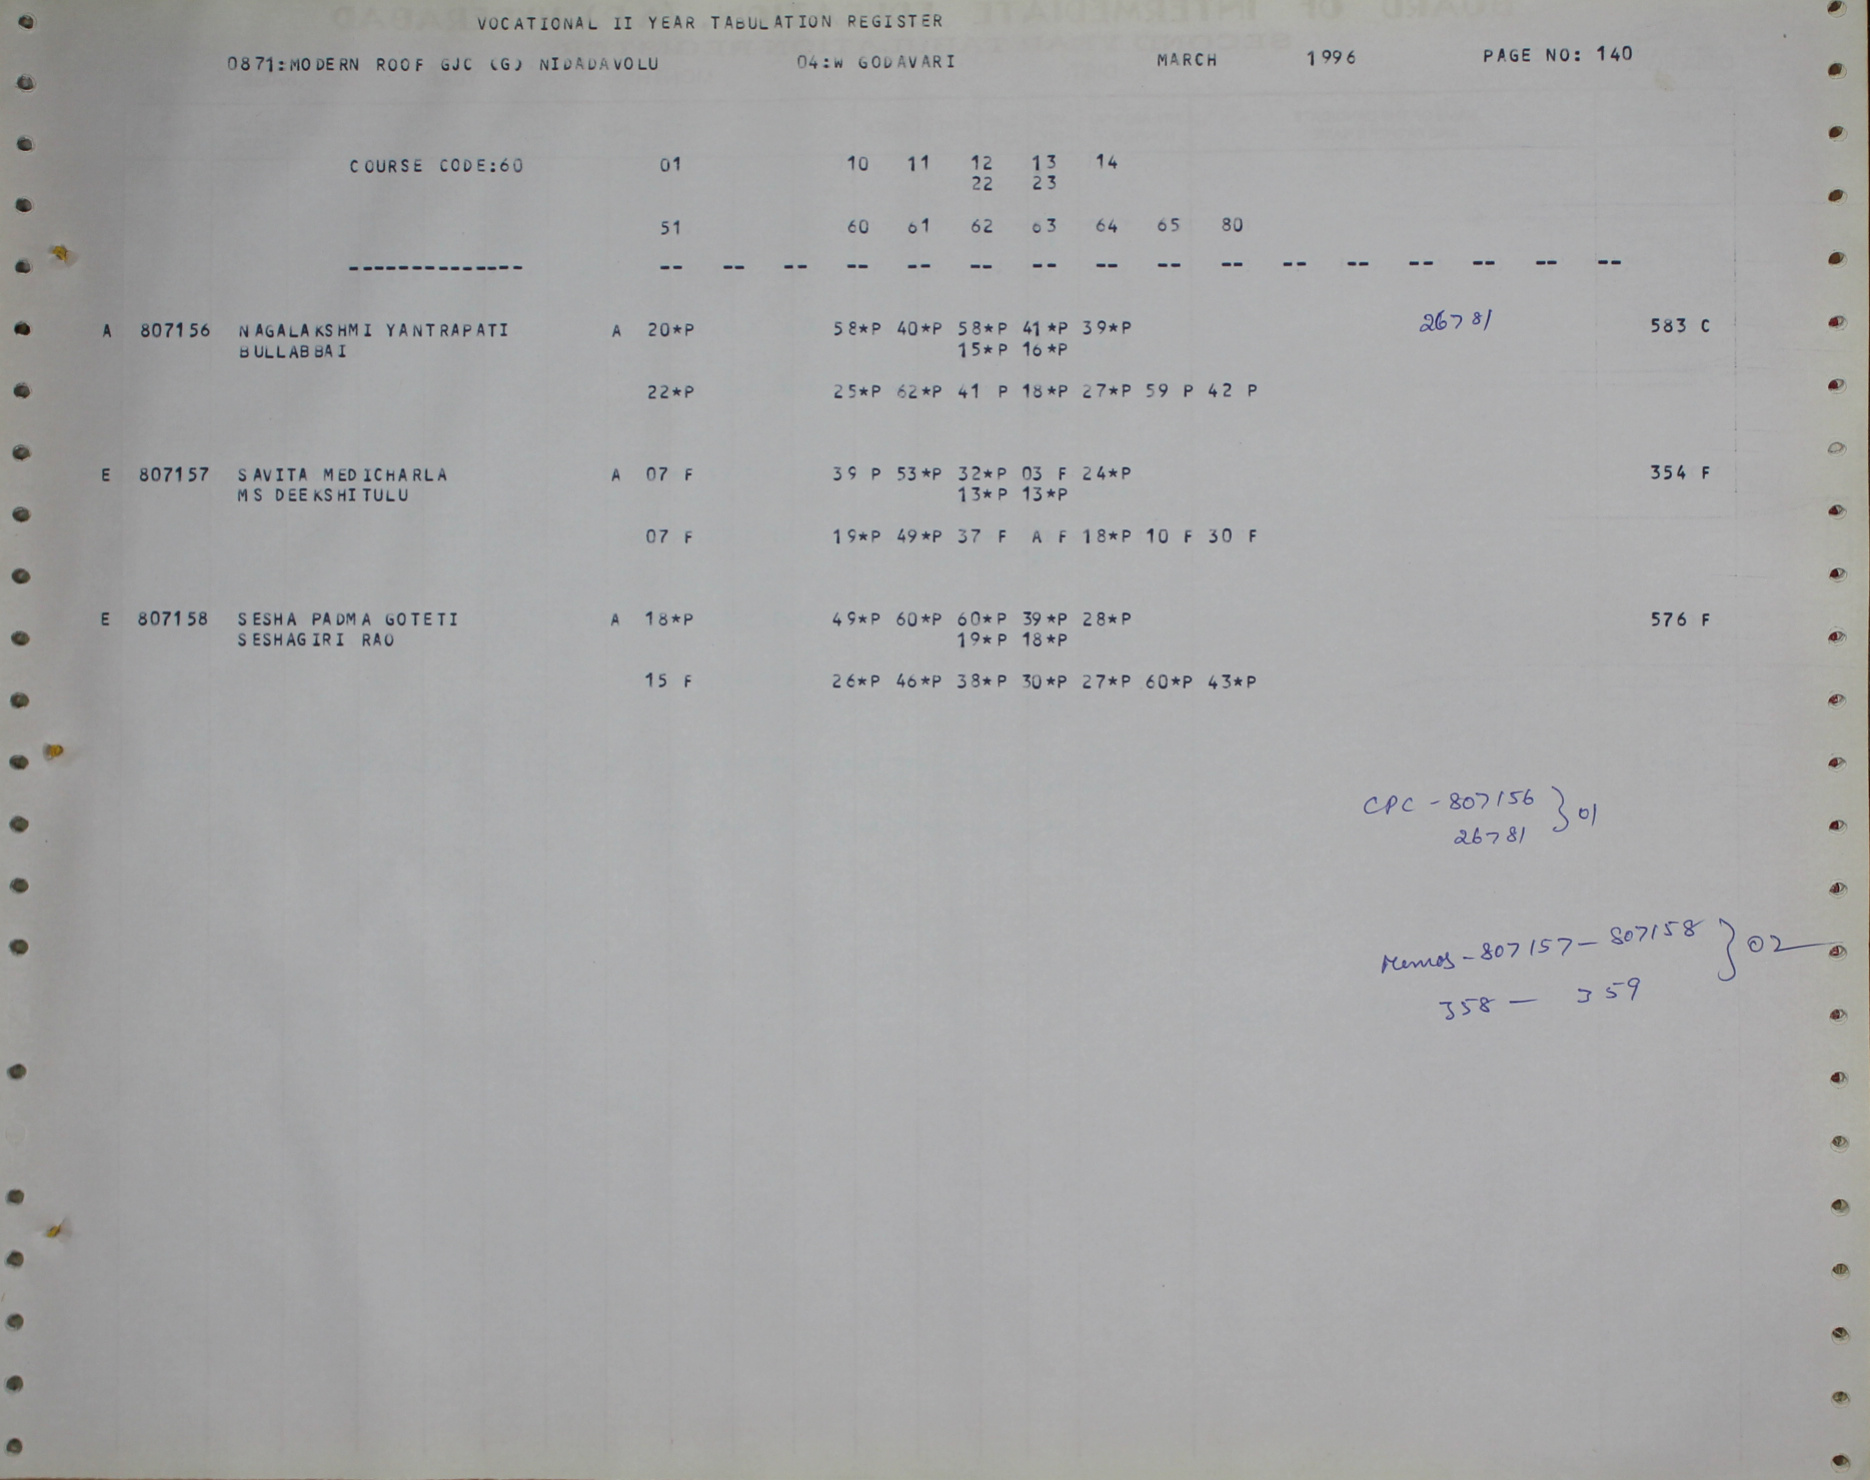 VOCATIONAL II YEAR TABULATION REGISTER
0871:MODERN ROOF GJC (G) NIDADAVOLU 04:W GODAVARI MARCH 1996 PAGE NO: 140
COURSE CODE:60 01 10 11 12 13 14
22 23
51 60 61 62 63 64 65 80
-------------- -- -- -- -- -- -- -- -- -- -- -- -- -- -- -- --
A 807156 NAGALAKSHMI YANTRAPATI A 20*P 58*P 40*P 58*P 41*P 39*P 26781 583 C
BULLABBAI 15*P 16*P
22*P 25*P 62*P 41 P 18*P 27*P 59 P 42 P
E 807157 SAVITA MEDICHARLA A 07 F 39 P 53*P 32*P 03 F 24*P 354 F
MS DEEKSHITULU 13*P 13*P
07 F 19*P 49*P 37 F A F 18*P 10 F 30 F
E 807158 SESHA PADMA GOTETI A 18*P 49*P 60*P 60*P 39*P 28*P 576 F
SESHAGIRI RAO 19*P 18*P
15 F 26*P 46*P 38*P 30*P 27*P 60*P 43*P
CPC - 807156 } 01
26781
Memos - 807157 - 807158 } 02
358 - 359